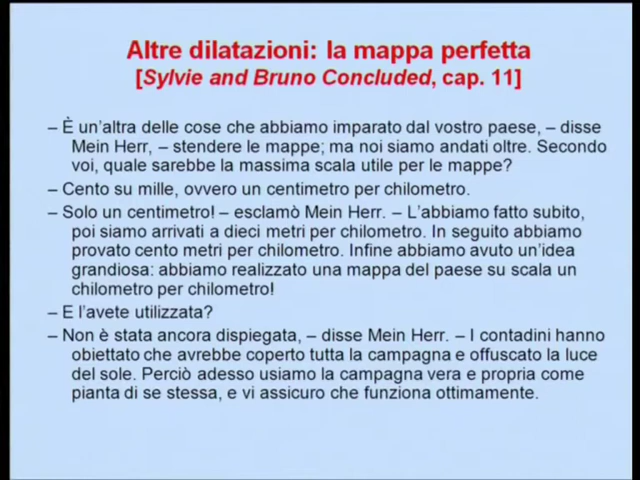 Altre dilatazioni: la mappa perfetta
[Sylvie and Bruno Concluded, cap. 11]
– È un'altra delle cose che abbiamo imparato dal vostro paese, – disse
Mein Herr, – stendere le mappe; ma noi siamo andati oltre. Secondo
voi, quale sarebbe la massima scala utile per le mappe?
– Cento su mille, ovvero un centimetro per chilometro.
– Solo un centimetro! – esclamò Mein Herr. – L'abbiamo fatto subito,
poi siamo arrivati a dieci metri per chilometro. In seguito abbiamo
provato cento metri per chilometro. Infine abbiamo avuto un'idea
grandiosa: abbiamo realizzato una mappa del paese su scala un
chilometro per chilometro!
– E l'avete utilizzata?
– Non è stata ancora dispiegata, – disse Mein Herr. – I contadini hanno
obiettato che avrebbe coperto tutta la campagna e offuscato la luce
del sole. Perciò adesso usiamo la campagna vera e propria come
pianta di se stessa, e vi assicuro che funziona ottimamente.